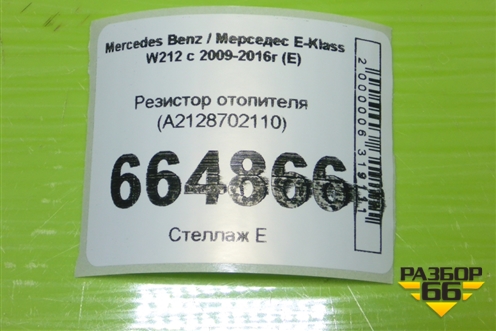 Mercedes Benz / Мерседес E-Klass
W212 с 2009-2016г (E)
Резистор отопителя
(A2128702110)
664866
Стеллаж E
РАЗБОР
66